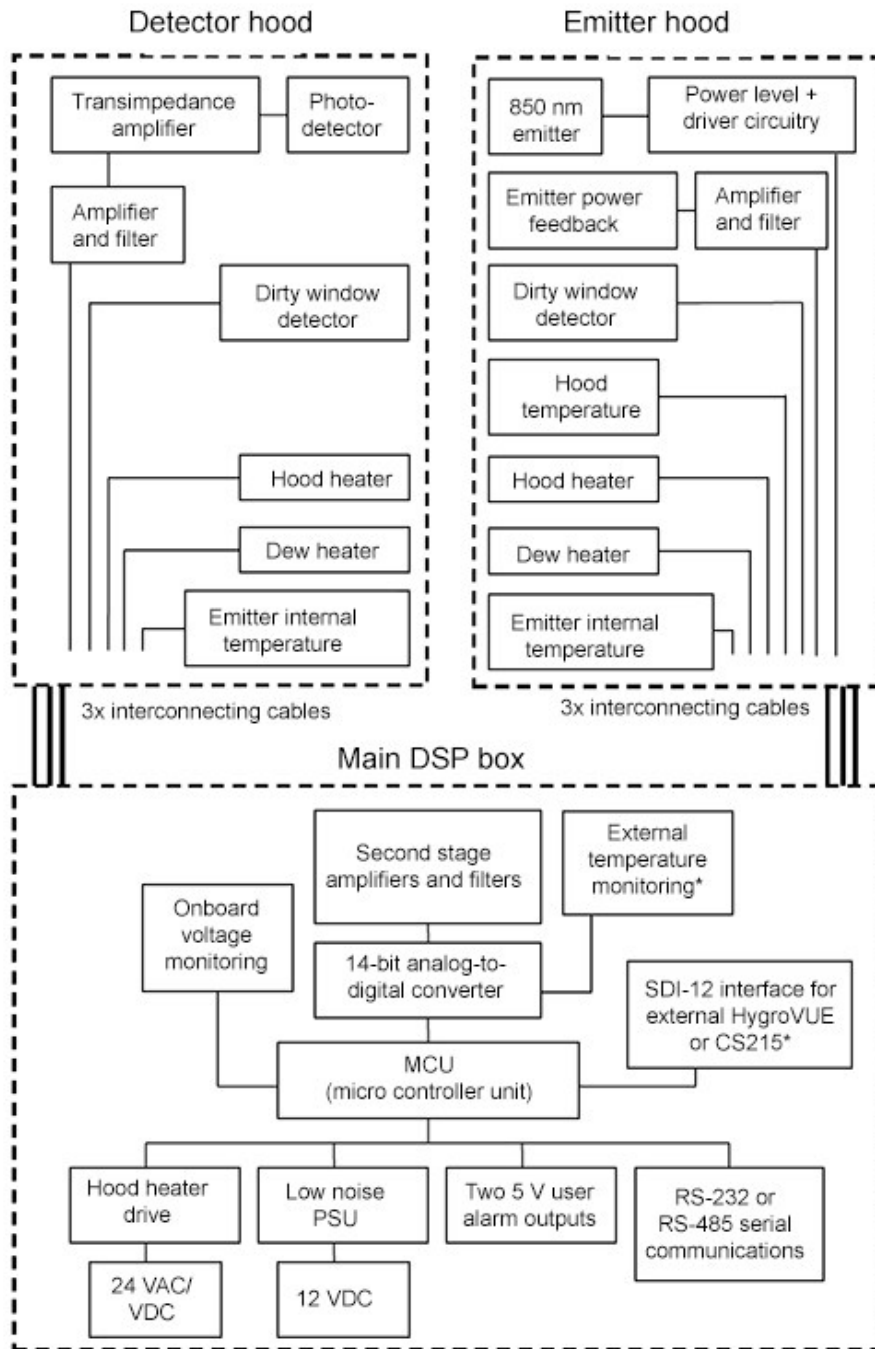 Detector hood
Transimpedance
amplifier
Photo-
detector
Amplifier
and filter
Dirty window
detector
Hood heater
Dew heater
Emitter internal
temperature
3x interconnecting cables
Emitter hood
850 nm
emitter
Power level +
driver circuitry
Emitter power
feedback
Amplifier
and filter
Dirty window
detector
Hood
temperature
Hood heater
Dew heater
Emitter internal
temperature
3x interconnecting cables
Main DSP box
Second stage
amplifiers and filters
External
temperature
monitoring*
Onboard
voltage
monitoring
14-bit analog-to-
digital converter
SDI-12 interface for
external HygroVUE
or CS215*
MCU
(micro controller unit)
Hood heater
drive
Low noise
PSU
Two 5 V user
alarm outputs
RS-232 or
RS-485 serial
communications
24 VAC/
VDC
12 VDC